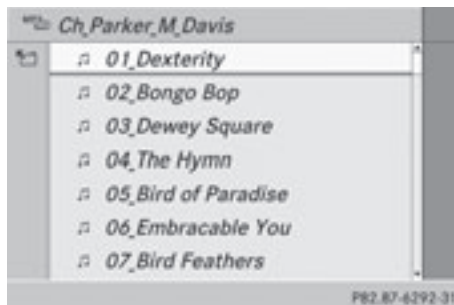 Ch_Parker_M_Davis
01_Dexterity
02_Bongo Bop
03_Dewey Square
04_The Hymn
05_Bird of Paradise
06_Embracable You
07_Bird Feathers
P82.87-6292-31